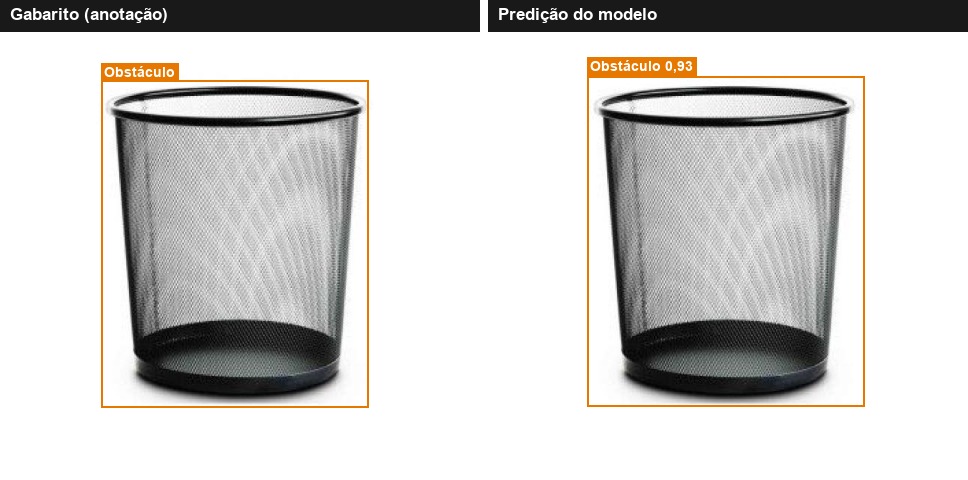 Gabarito (anotação)
Predição do modelo
Obstáculo
Obstáculo 0,93